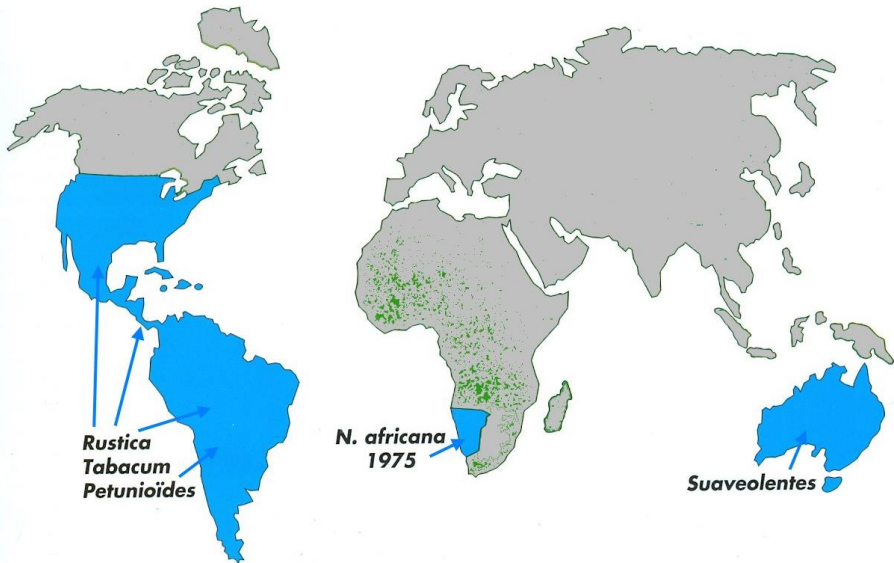 Rustica
Tabacum
Petunioïdes
N. africana
1975
Suaveolentes